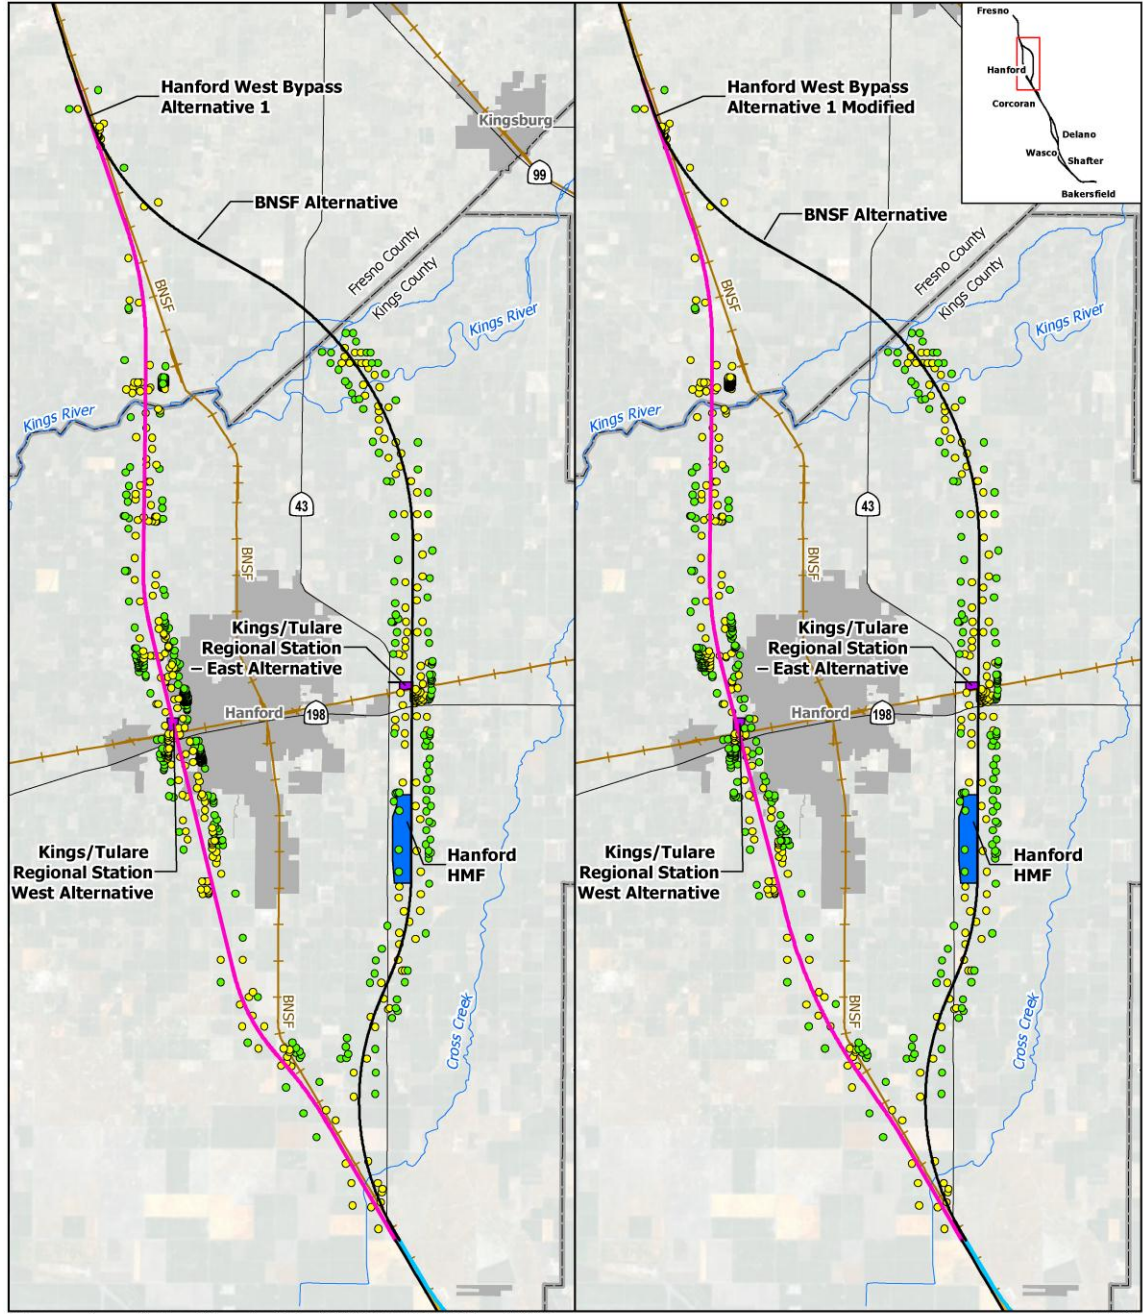 Hanford West Bypass
Alternative 1
Kingsburg
99
BNSF Alternative
Fresno County
Kings County
BNSF
Kings River
Kings River
43
BNSF
Kings/Tulare
Regional Station
– East Alternative
Hanford
198
Kings/Tulare
Regional Station
West Alternative
Hanford
HMF
BNSF
Cross Creek
Fresno
Hanford
Corcoran
Delano
Wasco
Shafter
Bakersfield
Hanford West Bypass
Alternative 1 Modified
BNSF Alternative
Fresno County
Kings County
BNSF
Kings River
Kings River
43
BNSF
Kings/Tulare
Regional Station
– East Alternative
Hanford
198
Kings/Tulare
Regional Station
West Alternative
Hanford
HMF
BNSF
Cross Creek